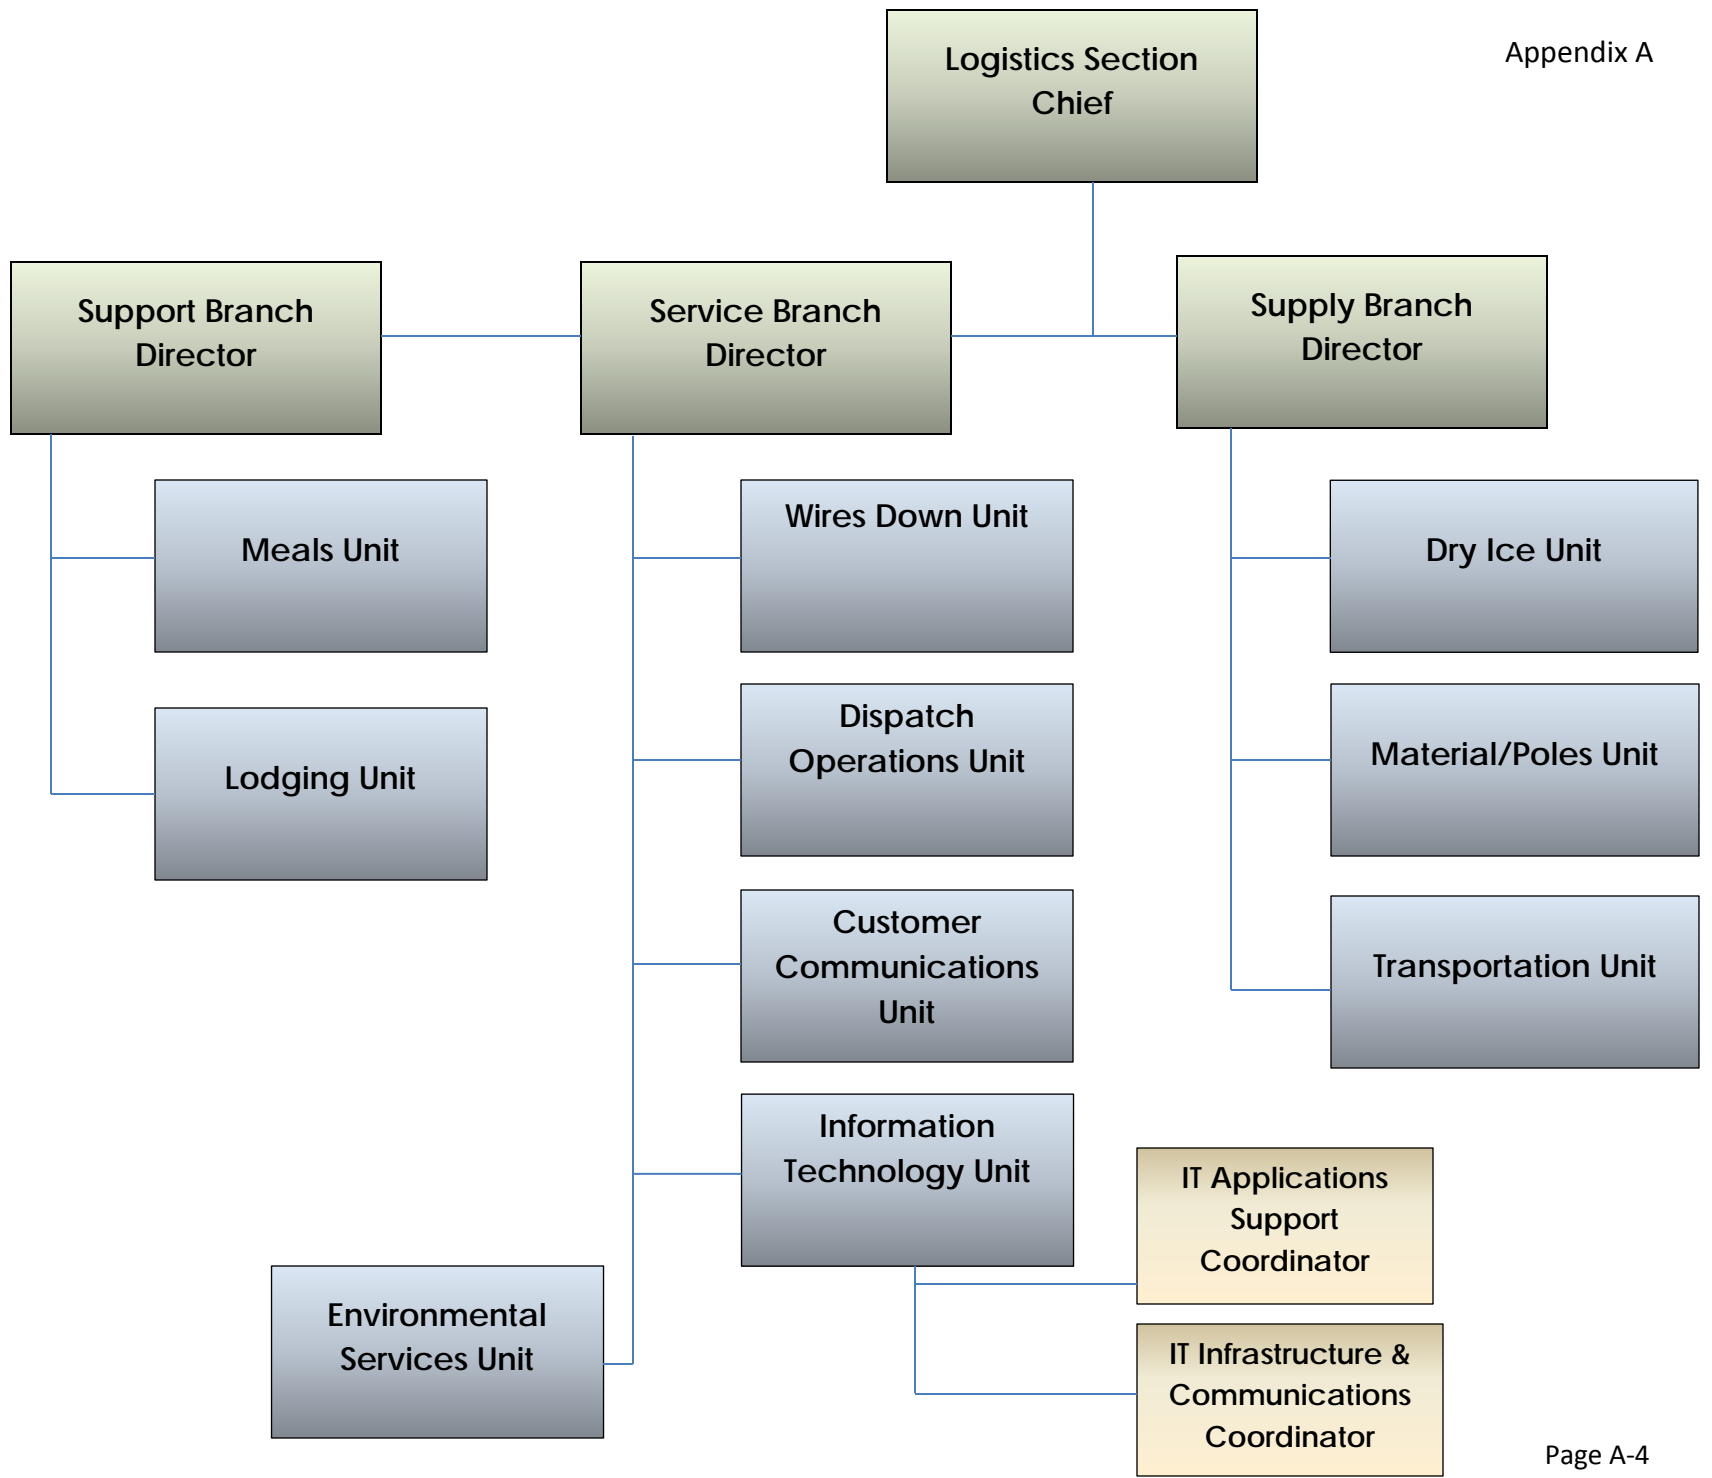 Appendix A
Logistics Section
Chief
Support Branch
Director
Service Branch
Director
Supply Branch
Director
Meals Unit
Lodging Unit
Wires Down Unit
Dispatch
Operations Unit
Customer
Communications
Unit
Information
Technology Unit
Environmental
Services Unit
IT Applications
Support
Coordinator
IT Infrastructure &
Communications
Coordinator
Dry Ice Unit
Material/Poles Unit
Transportation Unit
Page A-4